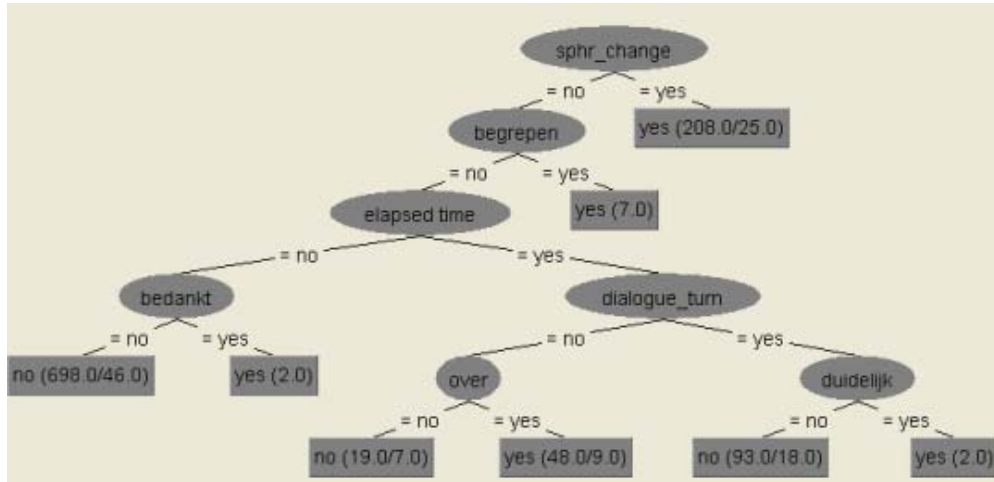 sphr_change
= no
= yes
begrepen
yes (208.0/25.0)
= no
= yes
elapsed time
yes (7.0)
= no
= yes
bedankt
dialogue_turn
= no
= yes
= no
= yes
no (698.0/46.0)
yes (2.0)
over
duidelijk
= no
= yes
= no
= yes
no (19.0/7.0)
yes (48.0/9.0)
no (93.0/18.0)
yes (2.0)